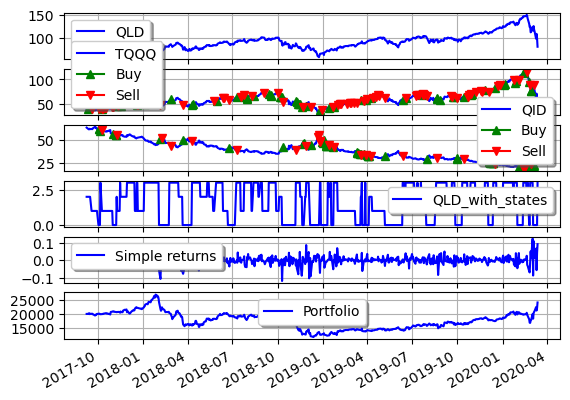 150
100
QLD
100
50
TQQQ
Buy
Sell
50
25
QID
Buy
Sell
2.5
0.0
QLD_with_states
0.1
0.0
−0.1
Simple returns
25000
20000
15000
Portfolio
2017-10
2018-01
2018-04
2018-07
2018-10
2019-01
2019-04
2019-07
2019-10
2020-01
2020-04